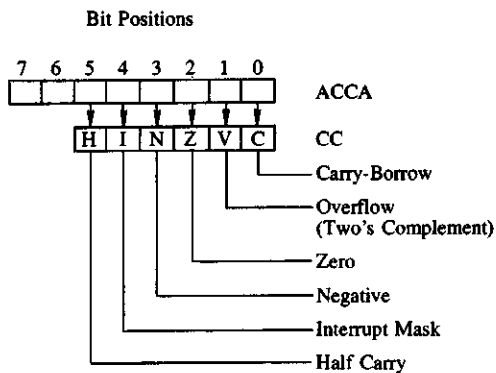 Bit Positions
7 6 5 4 3 2 1 0
ACCA
H I N Z V C
CC
Carry-Borrow
Overflow
(Two's Complement)
Zero
Negative
Interrupt Mask
Half Carry